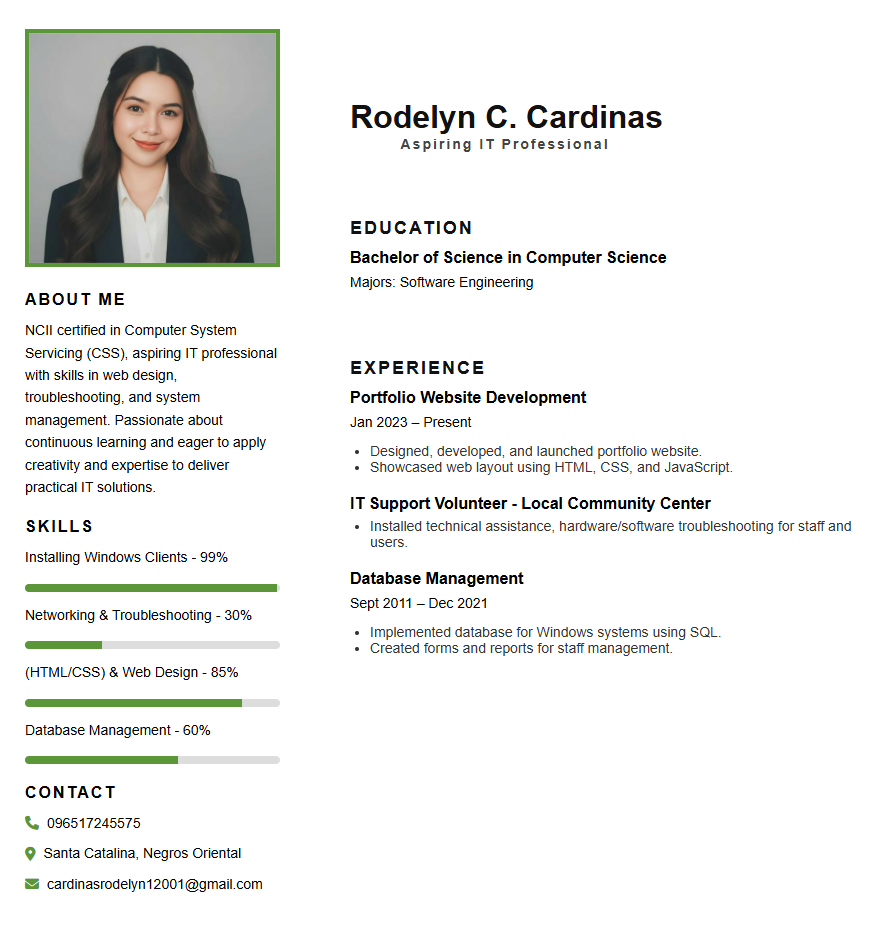 ABOUT ME
NCII certified in Computer System
Servicing (CSS), aspiring IT professional
with skills in web design,
troubleshooting, and system
management. Passionate about
continuous learning and eager to apply
creativity and expertise to deliver
practical IT solutions.
SKILLS
Installing Windows Clients - 99%
Networking & Troubleshooting - 30%
(HTML/CSS) & Web Design - 85%
Database Management - 60%
CONTACT
096517245575
Santa Catalina, Negros Oriental
cardinasrodelyn12001@gmail.com
Rodelyn C. Cardinas
Aspiring IT Professional
EDUCATION
Bachelor of Science in Computer Science
Majors: Software Engineering
EXPERIENCE
Portfolio Website Development
Jan 2023 – Present
• Designed, developed, and launched portfolio website.
• Showcased web layout using HTML, CSS, and JavaScript.
IT Support Volunteer - Local Community Center
• Installed technical assistance, hardware/software troubleshooting for staff and
users.
Database Management
Sept 2011 – Dec 2021
• Implemented database for Windows systems using SQL.
• Created forms and reports for staff management.